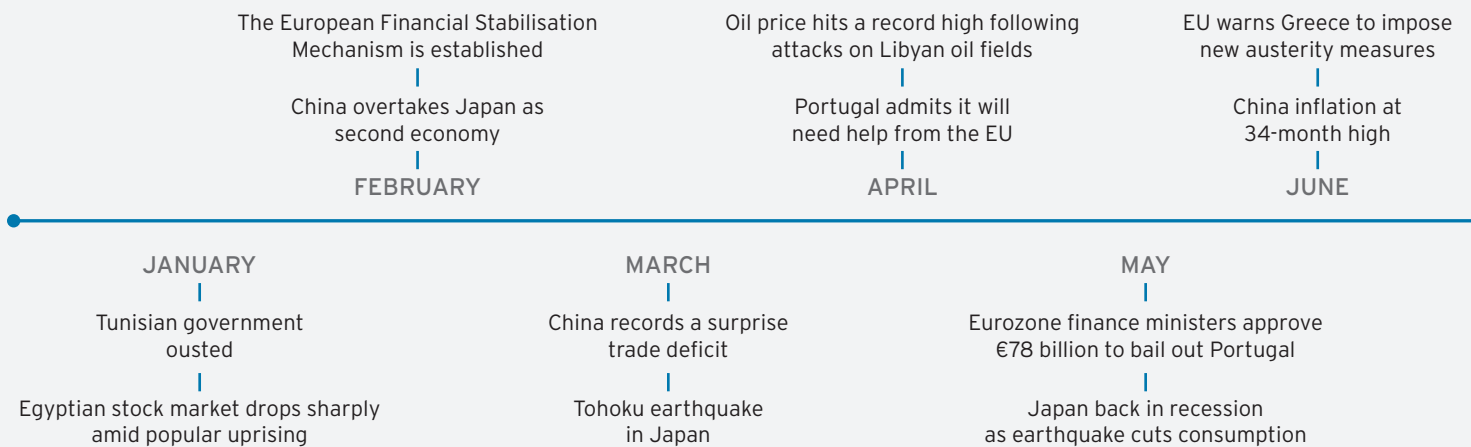 The European Financial Stabilisation
Mechanism is established
China overtakes Japan as
second economy
FEBRUARY
Oil price hits a record high following
attacks on Libyan oil fields
Portugal admits it will
need help from the EU
APRIL
EU warns Greece to impose
new austerity measures
China inflation at
34-month high
JUNE
JANUARY
Tunisian government
ousted
Egyptian stock market drops sharply
amid popular uprising
MARCH
China records a surprise
trade deficit
Tohoku earthquake
in Japan
MAY
Eurozone finance ministers approve
€78 billion to bail out Portugal
Japan back in recession
as earthquake cuts consumption